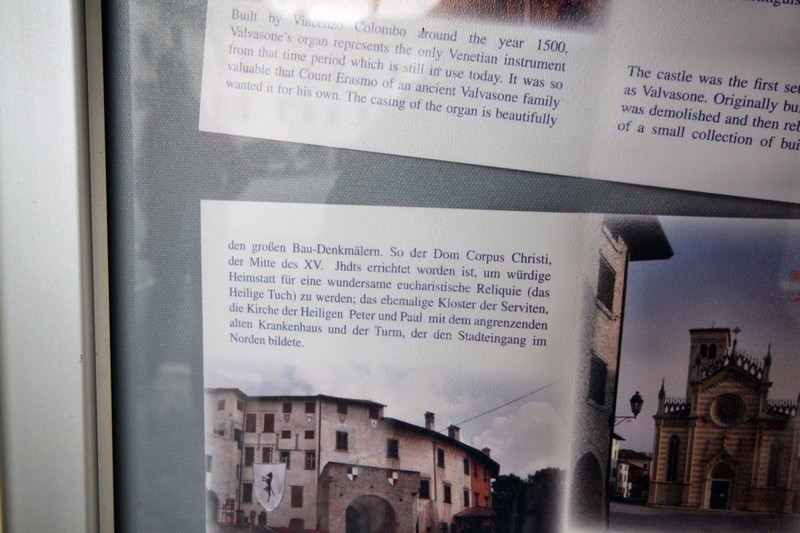 Built by Vincenzo Colombo around the year 1500,
Valvasone's organ represents the only Venetian instrument
from that time period which is still in use today. It was so
valuable that Count Erasmo of an ancient Valvasone family
wanted it for his own. The casing of the organ is beautifully
The castle was the first
as Valvasone. Originally
was demolished and then
of a small collection of
den großen Bau-Denkmälern. So der Dom Corpus Christi,
der Mitte des XV. Jhdts errichtet worden ist, um würdige
Heimstatt für eine wundersame eucharistische Reliquie (das
Heilige Tuch) zu werden; das ehemalige Kloster der Serviten,
die Kirche der Heiligen Peter und Paul mit dem angrenzenden
alten Krankenhaus und der Turm, der den Stadteingang im
Norden bildete.